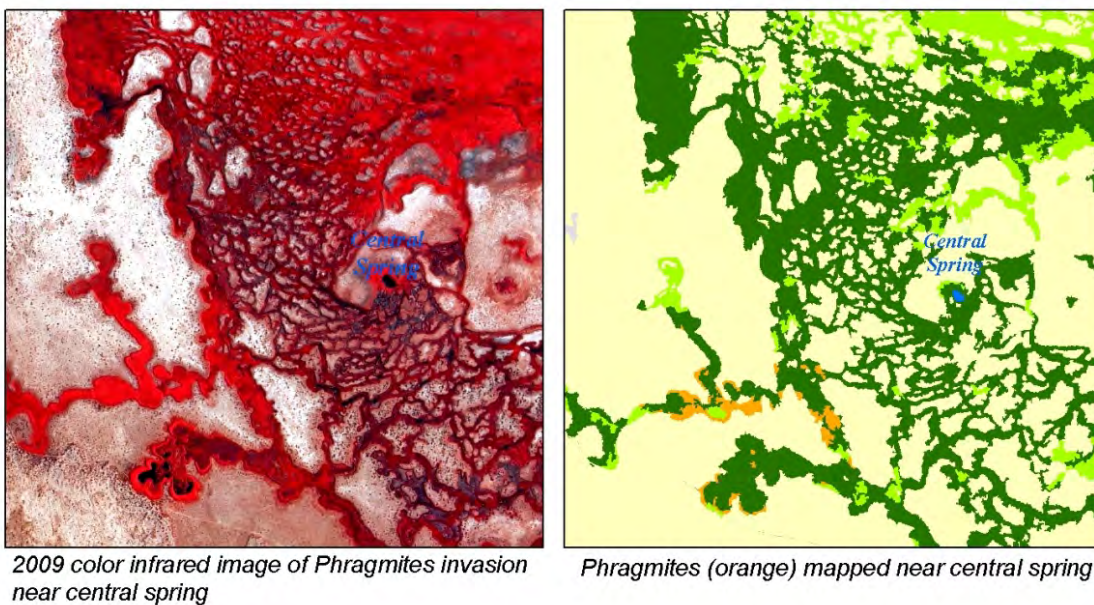 Central
Spring
Central
Spring
2009 color infrared image of Phragmites invasion
near central spring
Phragmites (orange) mapped near central spring